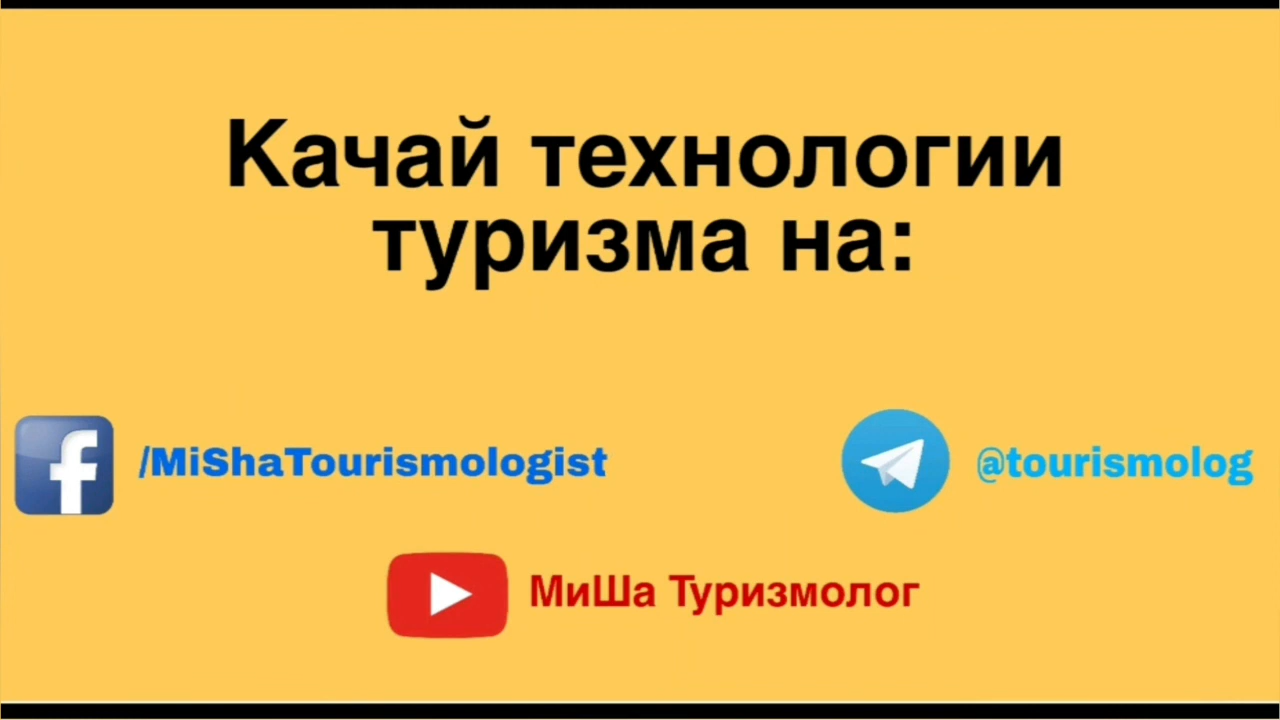 Качай технологии
туризма на:
/MiShaTourismologist
@tourismolog
МиШа Туризмолог